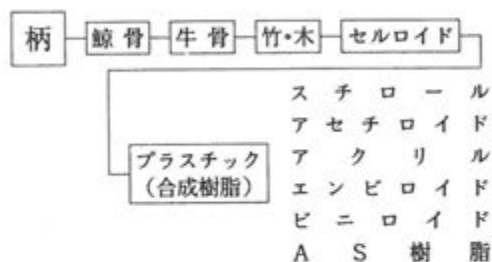 柄 鯨骨 牛骨 竹・木 セルロイド
スチロール
アセチロイド
プラスチック アクリル
(合成樹脂) エンビロイド
ビニロイド
AS樹脂